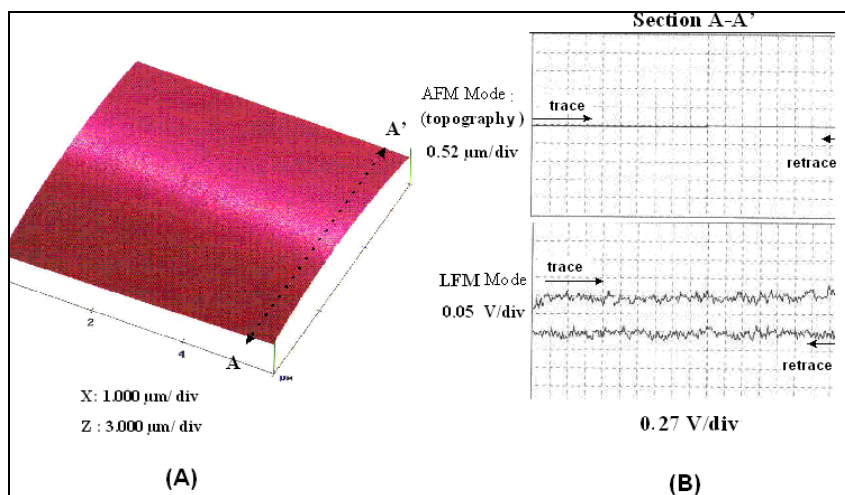 Section A-A’
AFM Mode :
(topography)
0.52 µm/div
trace
retrace
A’
A
2
4
µm
X: 1.000 µm/ div
Z : 3.000 µm/ div
LFM Mode
0.05 V/div
trace
retrace
0.27 V/div
(A)
(B)